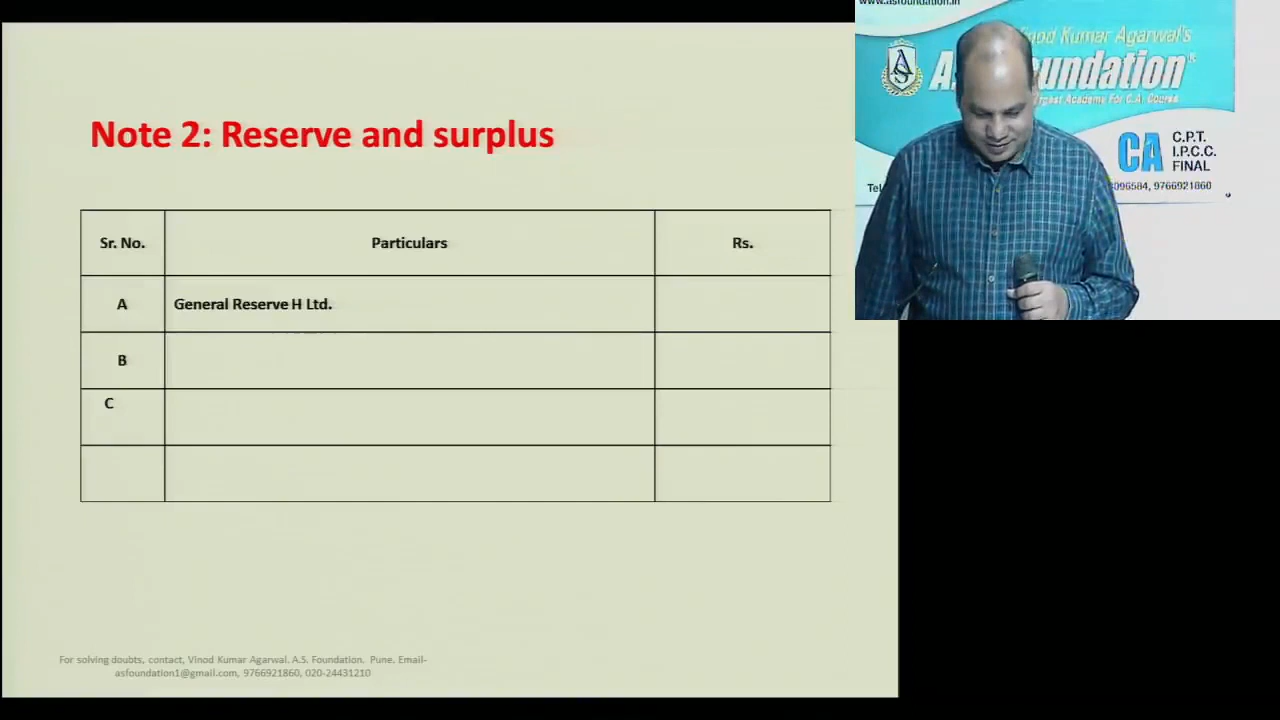 www.asfoundation.in
Vinod Kumar Agarwal's
Foundation
Largest Academy For C.A. Course
CA
C.P.T.
I.P.C.C.
FINAL
Tel
8096584, 9766921860
Note 2: Reserve and surplus
Sr. No. Particulars Rs.
A General Reserve H Ltd.
B
C
For solving doubts, contact, Vinod Kumar Agarwal. A.S. Foundation. Pune. Email-
asfoundation1@gmail.com, 9766921860, 020-24431210